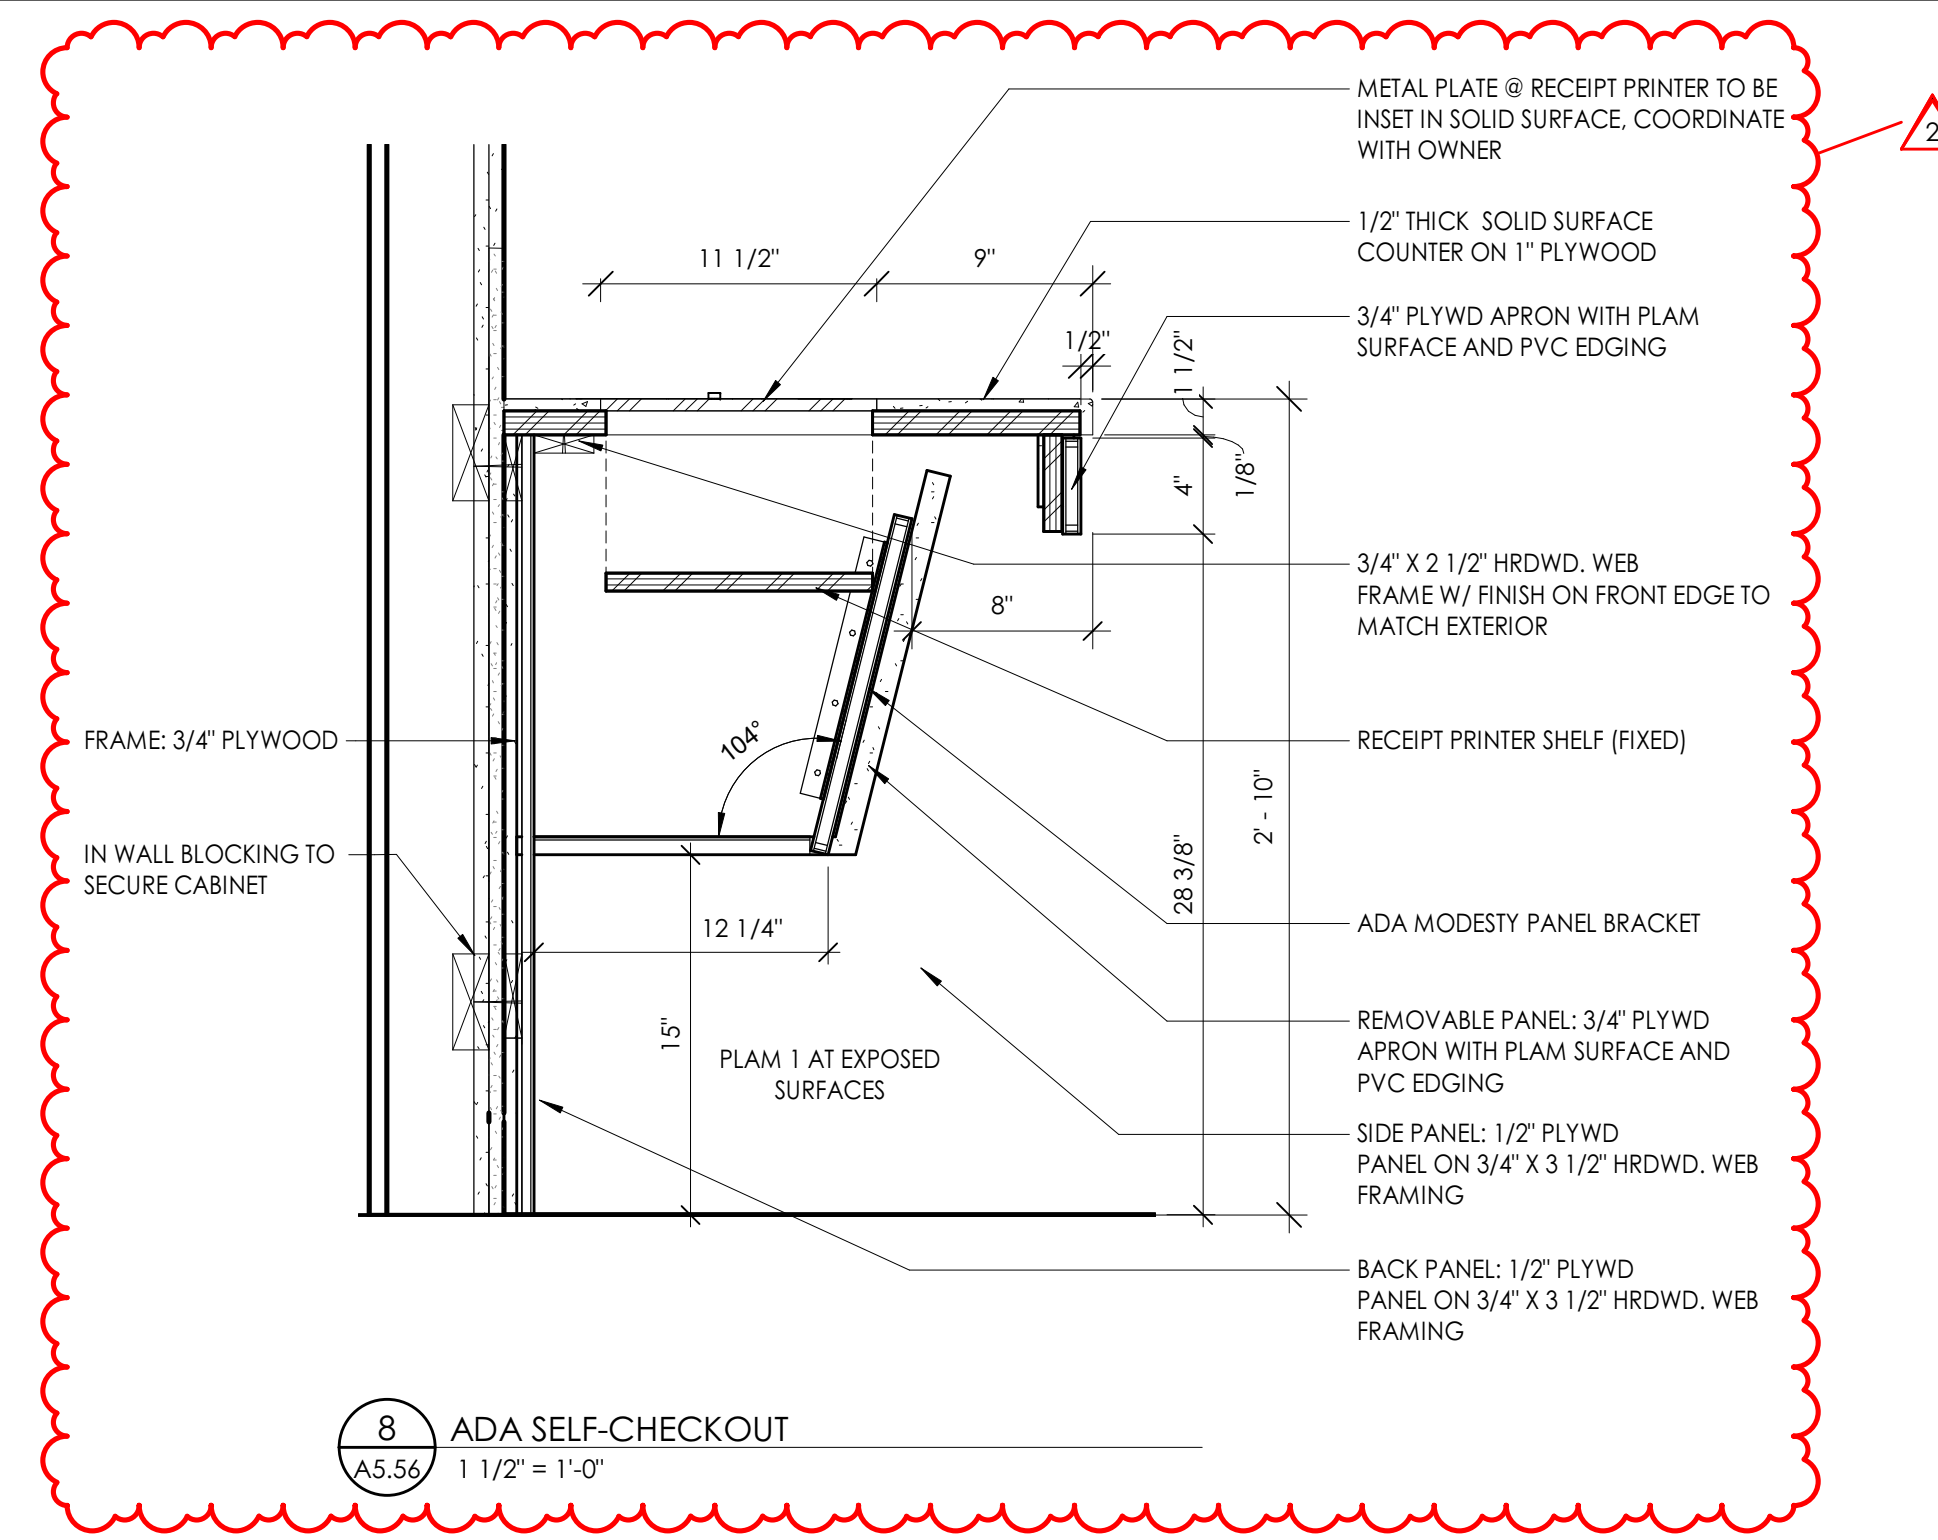 METAL PLATE @ RECEIPT PRINTER TO BE
INSET IN SOLID SURFACE, COORDINATE
WITH OWNER
2
1/2" THICK  SOLID SURFACE
COUNTER ON 1" PLYWOOD
11 1/2"
9"
3/4" PLYWD APRON WITH PLAM
SURFACE AND PVC EDGING
1/2"
1 1/2"
4"
1/8"
3/4" X 2 1/2" HRDWD. WEB
FRAME W/ FINISH ON FRONT EDGE TO
MATCH EXTERIOR
8"
FRAME: 3/4" PLYWOOD
104°
RECEIPT PRINTER SHELF (FIXED)
2' - 10"
IN WALL BLOCKING TO
SECURE CABINET
28 3/8"
12 1/4"
ADA MODESTY PANEL BRACKET
15"
PLAM 1 AT EXPOSED
SURFACES
REMOVABLE PANEL: 3/4" PLYWD
APRON WITH PLAM SURFACE AND
PVC EDGING
SIDE PANEL: 1/2" PLYWD
PANEL ON 3/4" X 3 1/2" HRDWD. WEB
FRAMING
BACK PANEL: 1/2" PLYWD
PANEL ON 3/4" X 3 1/2" HRDWD. WEB
FRAMING
8
ADA SELF-CHECKOUT
A5.56
1 1/2" = 1'-0"